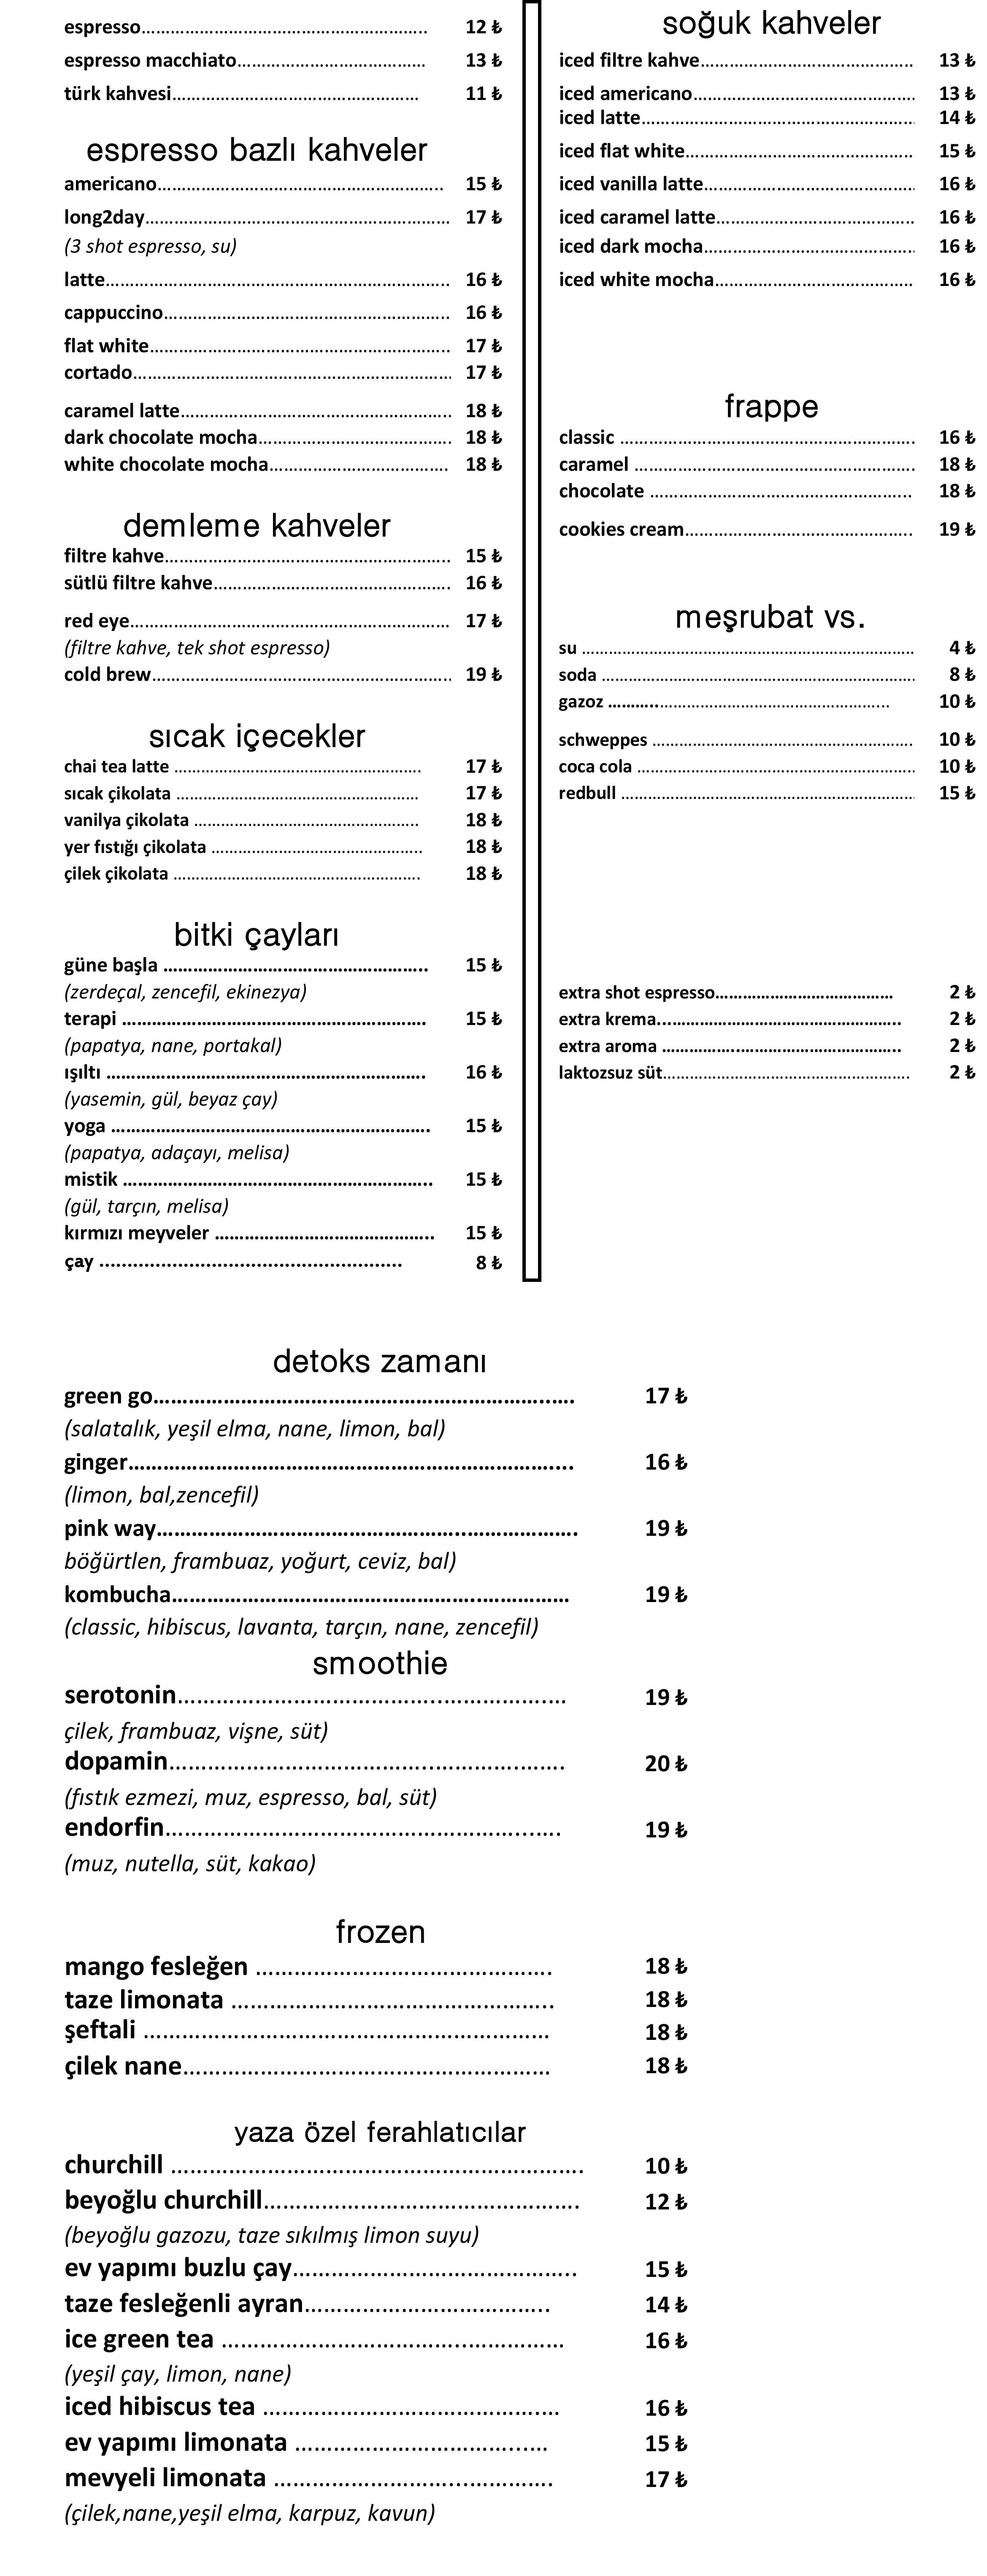 espresso………………………………………….. 12 ₺
espresso macchiato…………………………… 13 ₺
türk kahvesi…………………………………… 11 ₺
espresso bazlı kahveler
americano………………………………………… 15 ₺
long2day…………………………………………… 17 ₺
(3 shot espresso, su)
latte………………………………………………… 16 ₺
cappuccino………………………………………… 16 ₺
flat white…………………………………………… 17 ₺
cortado……………………………………………… 17 ₺
caramel latte……………………………………… 18 ₺
dark chocolate mocha…………………………… 18 ₺
white chocolate mocha………………………… 18 ₺
demleme kahveler
filtre kahve………………………………………… 15 ₺
sütlü filtre kahve………………………………… 16 ₺
red eye……………………………………………… 17 ₺
(filtre kahve, tek shot espresso)
cold brew…………………………………………… 19 ₺
sıcak içecekler
chai tea latte …………………………………… 17 ₺
sıcak çikolata …………………………………… 17 ₺
vanilya çikolata ………………………………… 18 ₺
yer fıstığı çikolata ……………………………… 18 ₺
çilek çikolata …………………………………… 18 ₺
bitki çayları
güne başla …………………………………………….. 15 ₺
(zerdeçal, zencefil, ekinezya)
terapi ……………………………………………………. 15 ₺
(papatya, nane, portakal)
ışıltı ………………………………………………………. 16 ₺
(yasemin, gül, beyaz çay)
yoga ………………………………………………………. 15 ₺
(papatya, adaçayı, melisa)
mistik …………………………………………………….. 15 ₺
(gül, tarçın, melisa)
kırmızı meyveler …………………………………….. 15 ₺
çay ...................................................... 8 ₺
soğuk kahveler
iced filtre kahve………………………………… 13 ₺
iced americano………………………………… 13 ₺
iced latte………………………………………… 14 ₺
iced flat white………………………………… 15 ₺
iced vanilla latte……………………………… 16 ₺
iced caramel latte…………………………… 16 ₺
iced dark mocha……………………………… 16 ₺
iced white mocha…………………………… 16 ₺
frappe
classic …………………………………………… 16 ₺
caramel ………………………………………… 18 ₺
chocolate ……………………………………… 18 ₺
cookies cream………………………………… 19 ₺
meşrubat vs.
su ………………………………………………… 4 ₺
soda ……………………………………………… 8 ₺
gazoz ……….………………………………… 10 ₺
schweppes ……………………………………… 10 ₺
coca cola ………………………………………… 10 ₺
redbull …………………………………………… 15 ₺
extra shot espresso………………………… 2 ₺
extra krema………………………………….. 2 ₺
extra aroma ………………………………….. 2 ₺
laktozsuz süt…………………………………… 2 ₺
detoks zamanı
green go……………………………………………………………..…. 17 ₺
(salatalık, yeşil elma, nane, limon, bal)
ginger………………………………………………………………….... 16 ₺
(limon, bal,zencefil)
pink way………………………………………………..………………. 19 ₺
böğürtlen, frambuaz, yoğurt, ceviz, bal)
kombucha………………………………………………..…………… 19 ₺
(classic, hibiscus, lavanta, tarçın, nane, zencefil)
smoothie
serotonin…………………………………….……………..… 19 ₺
çilek, frambuaz, vişne, süt)
dopamin……………………………………..………….……. 20 ₺
(fıstık ezmezi, muz, espresso, bal, süt)
endorfin………………………………………………….....…. 19 ₺
(muz, nutella, süt, kakao)
frozen
mango fesleğen ………………………………………. 18 ₺
taze limonata ………………………………………….. 18 ₺
şeftali ……………………………………………………… 18 ₺
çilek nane………………………………………………… 18 ₺
yaza özel ferahlatıcılar
churchill ………………………………………………………. 10 ₺
beyoğlu churchill…………………………………………. 12 ₺
(beyoğlu gazozu, taze sıkılmış limon suyu)
ev yapımı buzlu çay…………………………………….. 15 ₺
taze fesleğenli ayran……………………………….. 14 ₺
ice green tea ………………………………..…………… 16 ₺
(yeşil çay, limon, nane)
iced hibiscus tea ……………………………………….… 16 ₺
ev yapımı limonata ……………………………...…. 15 ₺
mevyeli limonata …………………………………….. 17 ₺
(çilek,nane,yeşil elma, karpuz, kavun)